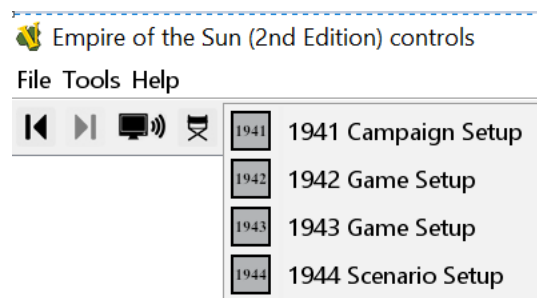 Empire of the Sun (2nd Edition) controls
File Tools Help
1941 1941 Campaign Setup
1942 1942 Game Setup
1943 1943 Game Setup
1944 1944 Scenario Setup